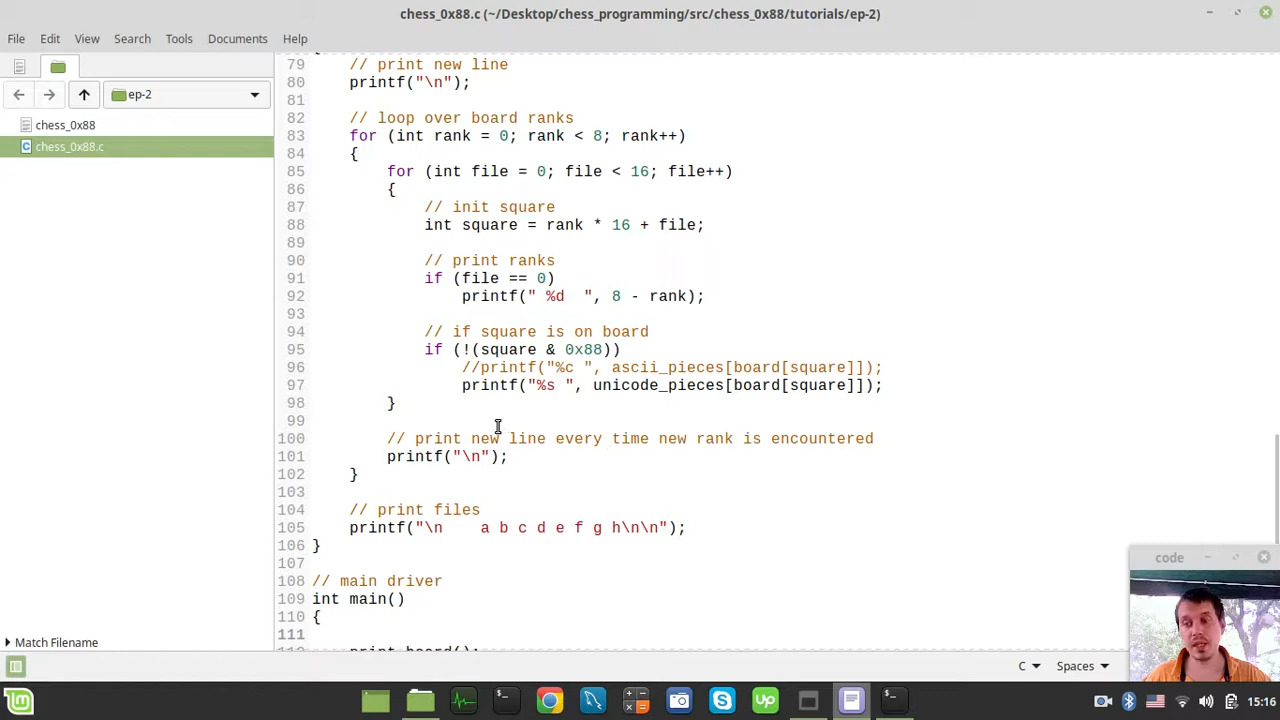 chess_0x88.c (~/Desktop/chess_programming/src/chess_0x88/tutorials/ep-2)
File Edit View Search Tools Documents Help
ep-2
chess_0x88
chess_0x88.c
79 // print new line
80 printf("\n");
81
82 // loop over board ranks
83 for (int rank = 0; rank < 8; rank++)
84 {
85 for (int file = 0; file < 16; file++)
86 {
87 // init square
88 int square = rank * 16 + file;
89
90 // print ranks
91 if (file == 0)
92 printf(" %d  ", 8 - rank);
93
94 // if square is on board
95 if (!(square & 0x88))
96 //printf("%c ", ascii_pieces[board[square]]);
97 printf("%s ", unicode_pieces[board[square]]);
98 }
99
100 // print new line every time new rank is encountered
101 printf("\n");
102 }
103
104 // print files
105 printf("\n    a b c d e f g h\n\n");
106 }
107
108 // main driver
109 int main()
110 {
111
Match Filename
code
C Spaces
15:16